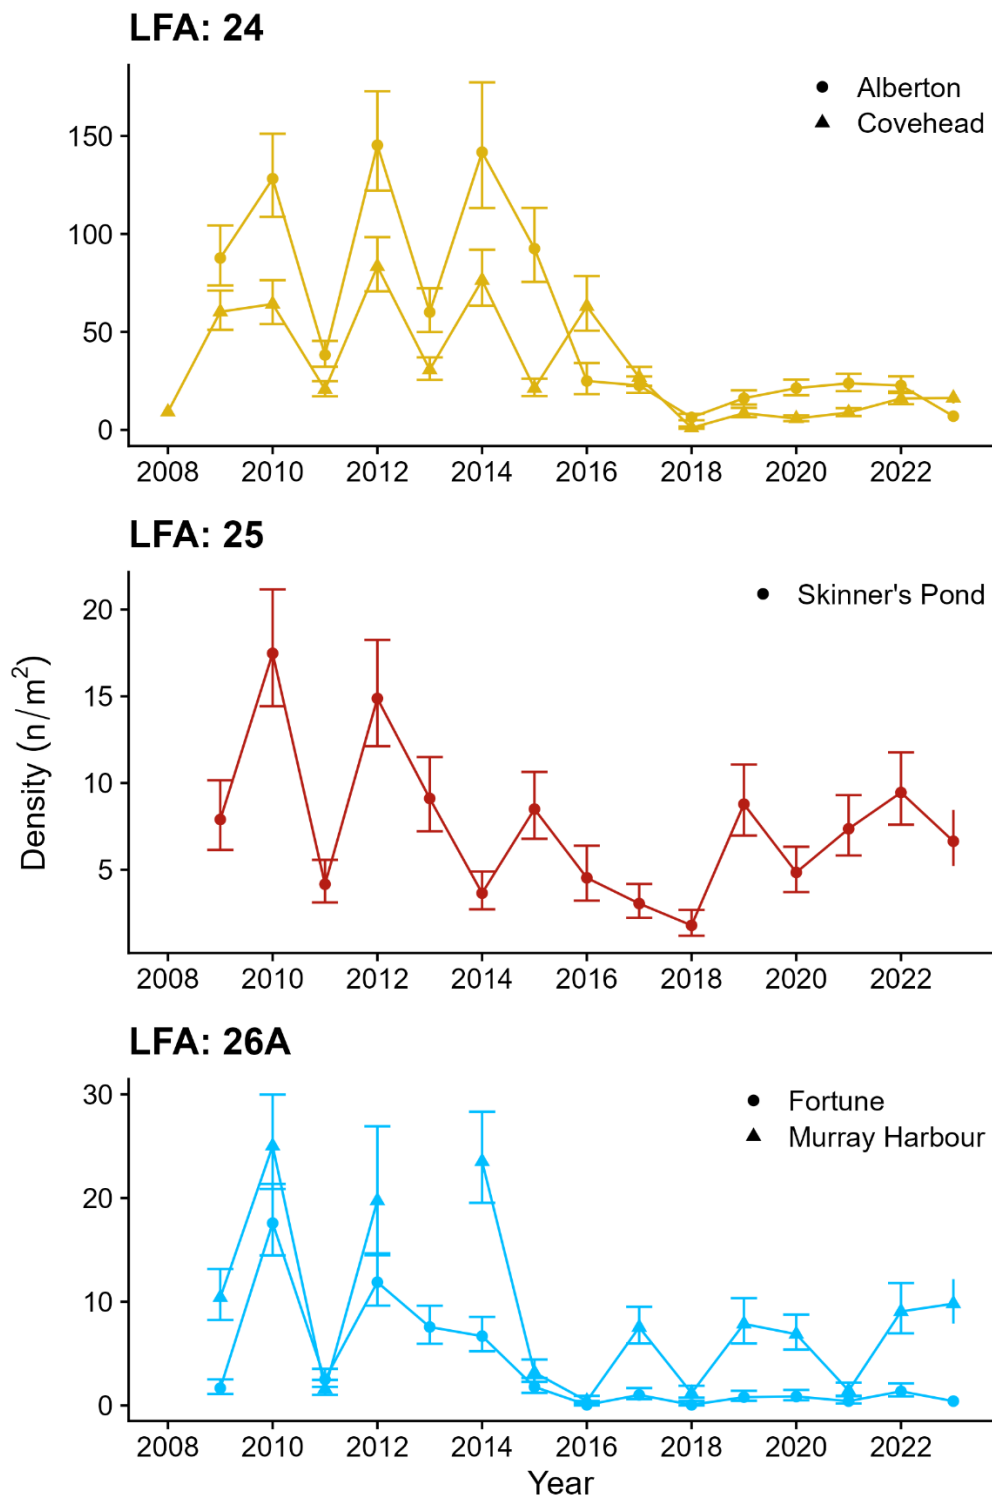 LFA: 24
Alberton
Covehead
150
100
50
0
2008 2010 2012 2014 2016 2018 2020 2022
LFA: 25
Skinner's Pond
20
15
10
5
2008 2010 2012 2014 2016 2018 2020 2022
Density (n/m²)
LFA: 26A
Fortune
Murray Harbour
30
20
10
0
2008 2010 2012 2014 2016 2018 2020 2022
Year